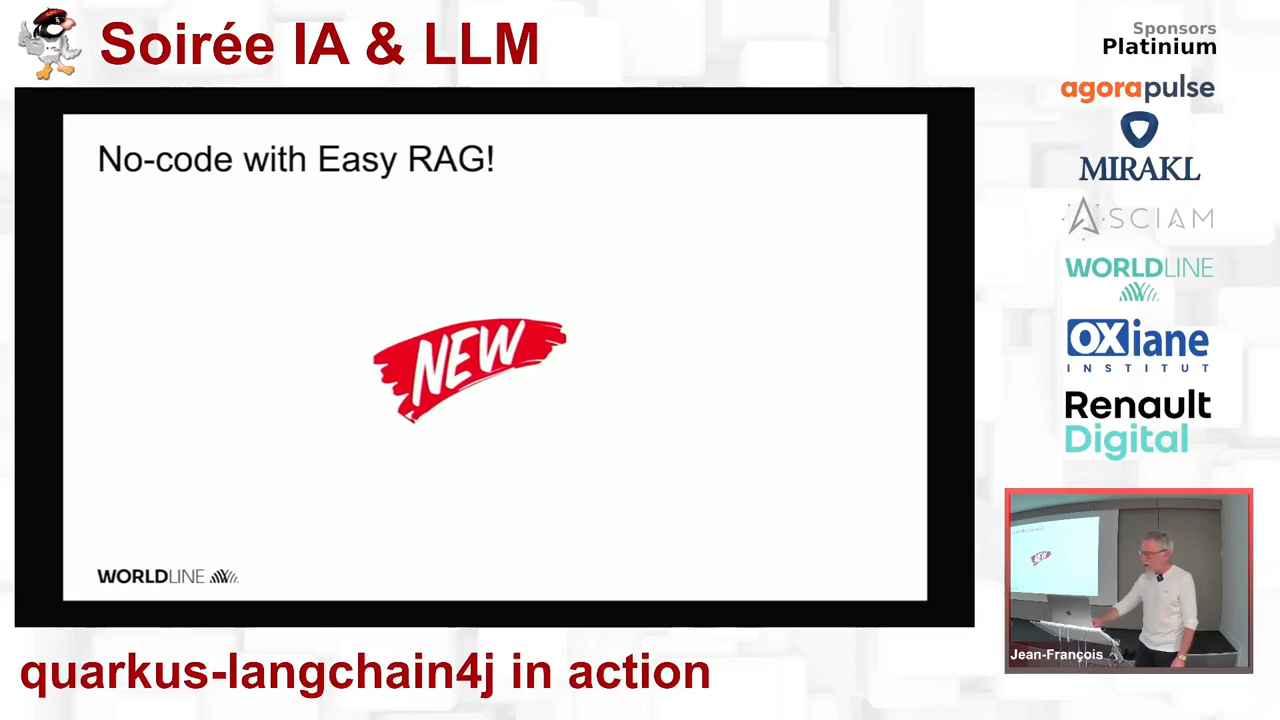 Soirée IA & LLM
No-code with Easy RAG!
NEW
WORLDLINE
quarkus-langchain4j in action
Sponsors
Platinium
agorapulse
MIRAKL
ASCIAM
WORLDLINE
OXiane
INSTITUT
Renault
Digital
NEW
Jean-François